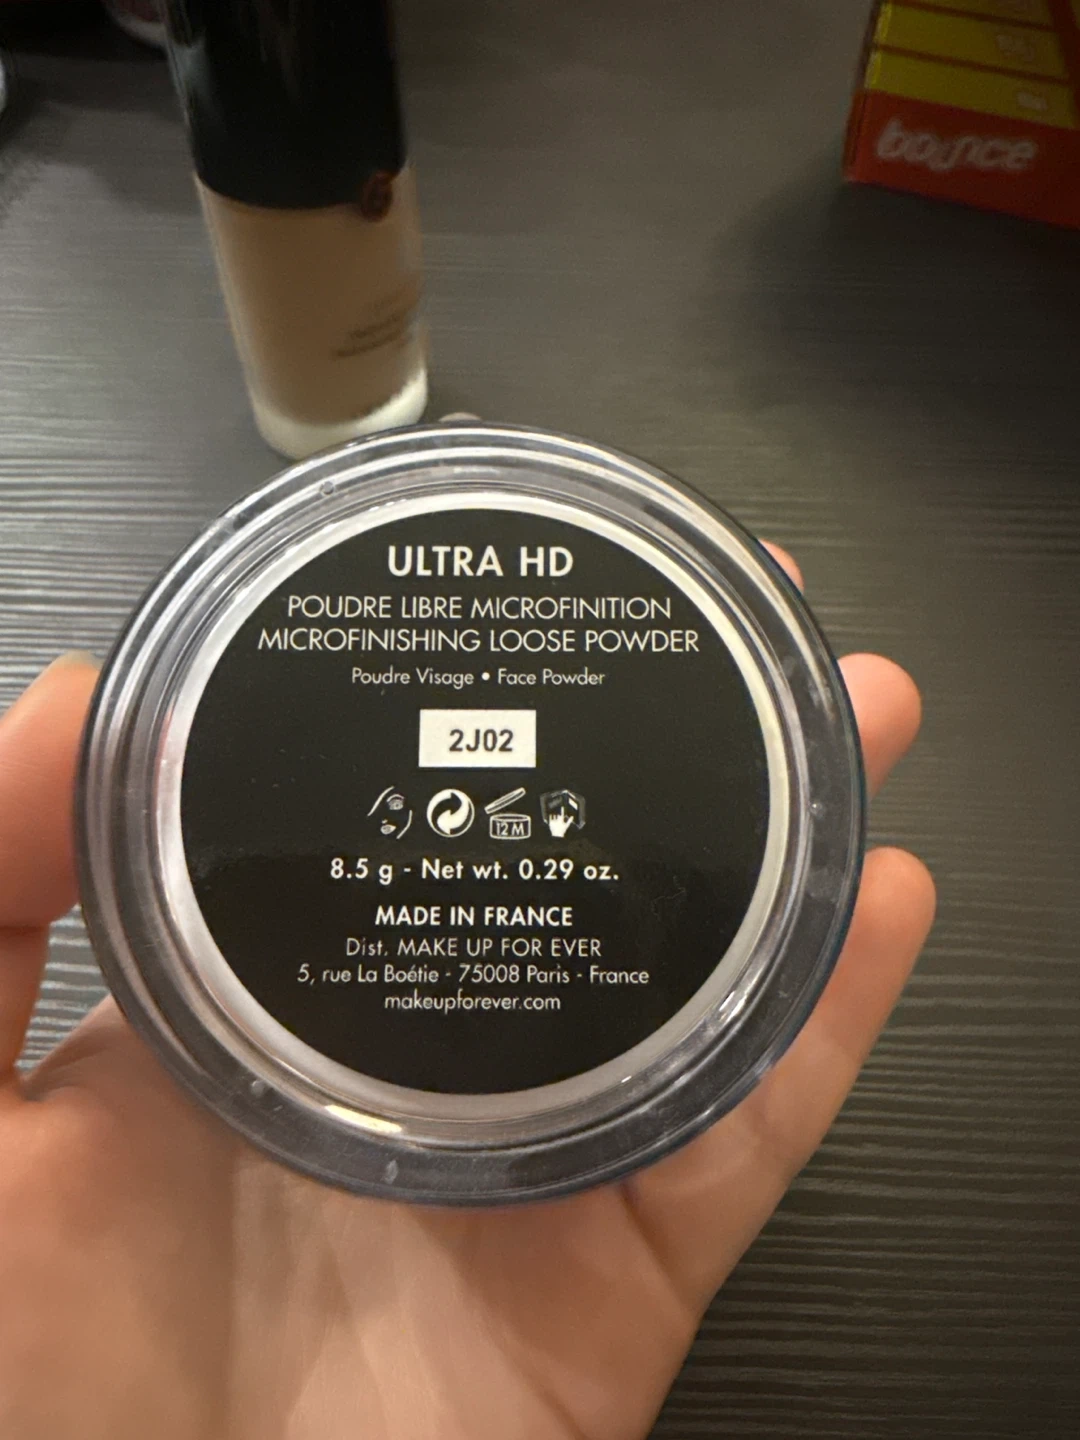 bounce
ULTRA HD
POUDRE LIBRE MICROFINITION
MICROFINISHING LOOSE POWDER
Poudre Visage • Face Powder
2J02
12 M
8.5 g - Net wt. 0.29 oz.
MADE IN FRANCE
Dist. MAKE UP FOR EVER
5, rue La Boétie - 75008 Paris - France
makeupforever.com